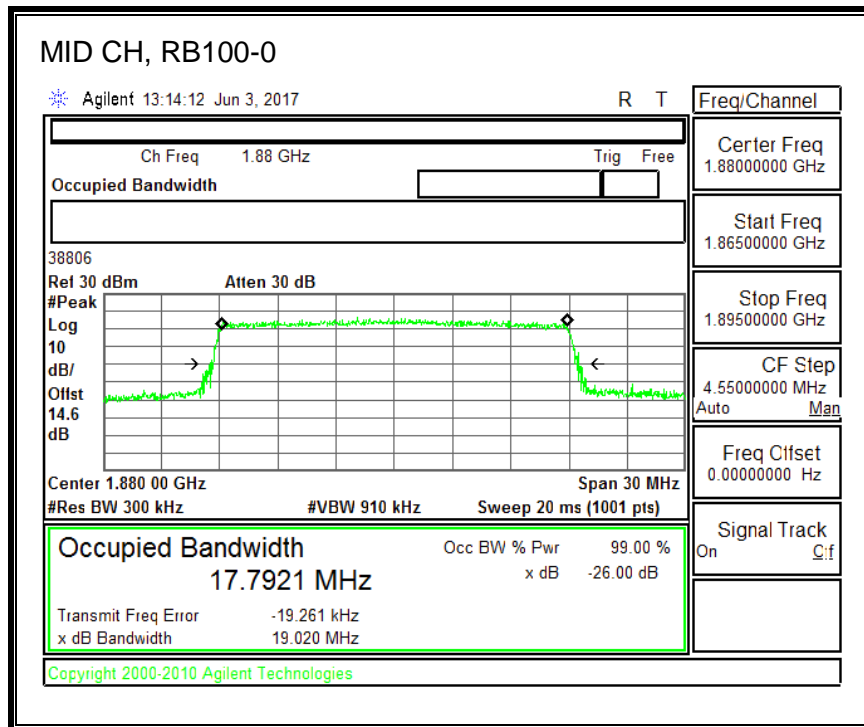 MID CH, RB100-0
Agilent 13:14:12 Jun 3, 2017 R T
Freq/Channel
Ch Freq 1.88 GHz Trig Free
Occupied Bandwidth
Center Freq
1.88000000 GHz
Start Freq
1.86500000 GHz
38806
Ref 30 dBm Atten 30 dB
#Peak
Log
10
dB/
Offst
14.6
dB
Stop Freq
1.89500000 GHz
CF Step
4.55000000 MHz
Auto Man
Freq Offset
0.00000000 Hz
Center 1.880 00 GHz Span 30 MHz
#Res BW 300 kHz #VBW 910 kHz Sweep 20 ms (1001 pts)
Signal Track
On Off
Occupied Bandwidth
17.7921 MHz
Occ BW % Pwr 99.00 %
x dB -26.00 dB
Transmit Freq Error -19.261 kHz
x dB Bandwidth 19.020 MHz
Copyright 2000-2010 Agilent Technologies